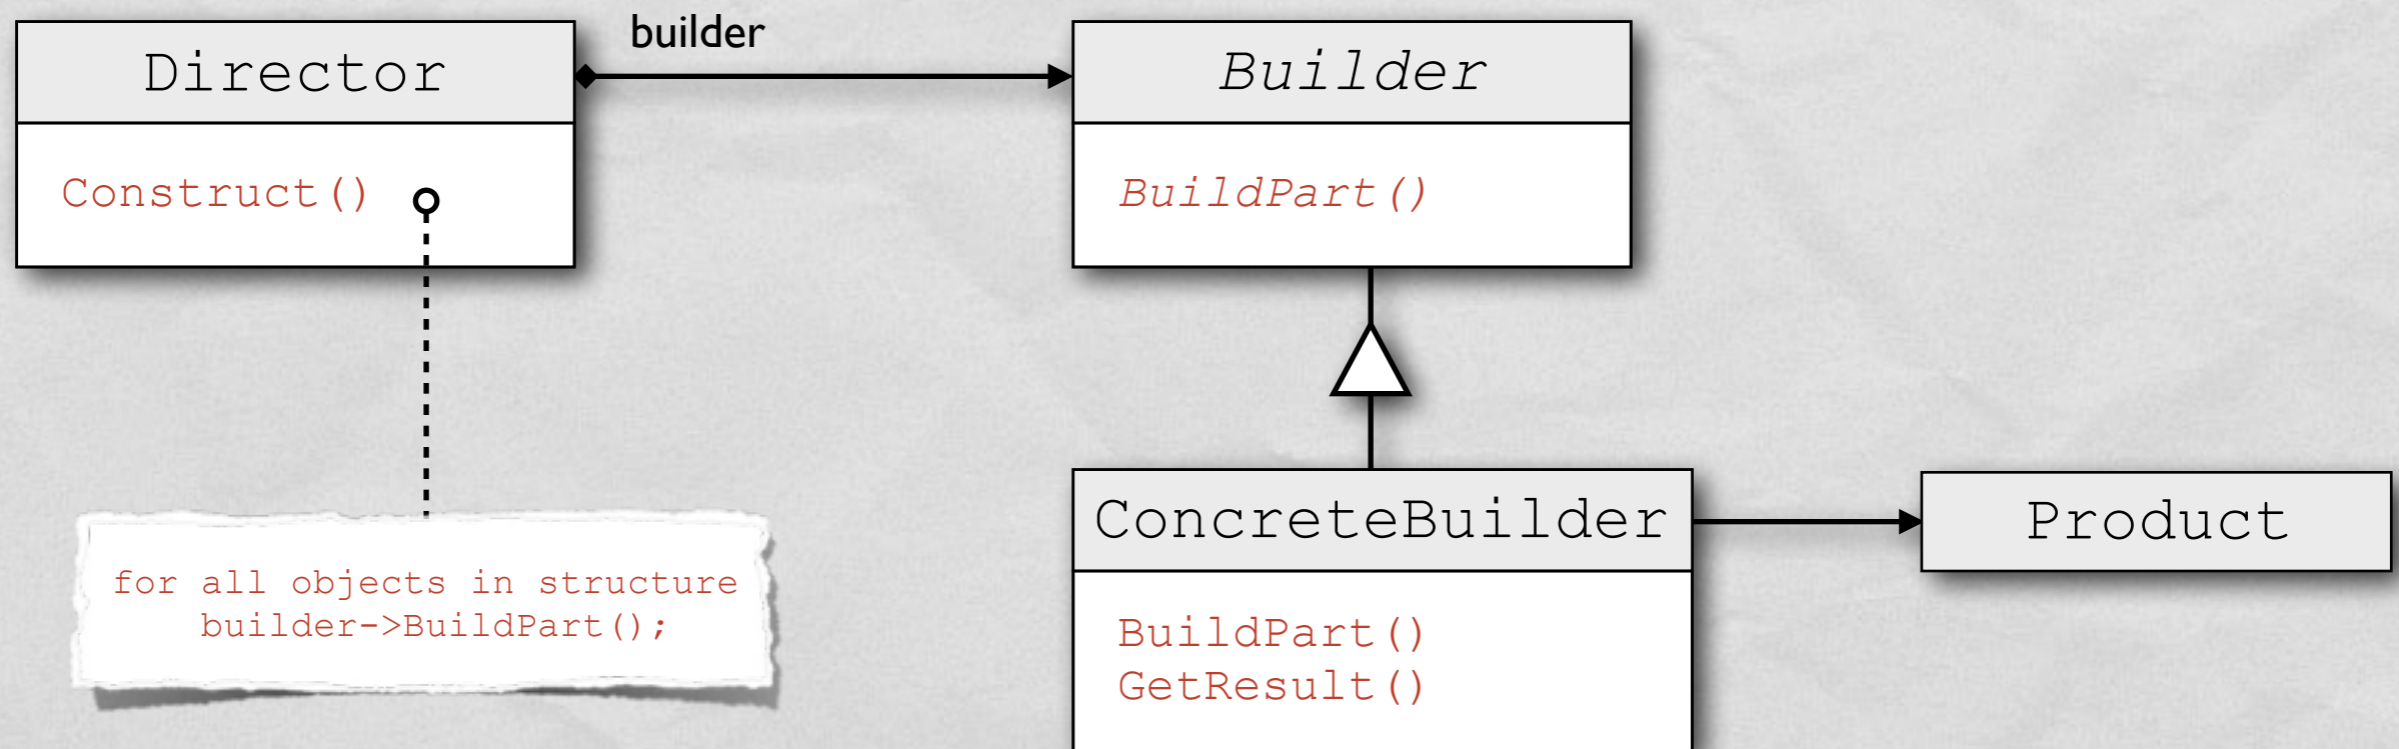 builder
Director
Builder
Construct()
BuildPart()
for all objects in structure
builder->BuildPart();
ConcreteBuilder
Product
BuildPart()
GetResult()